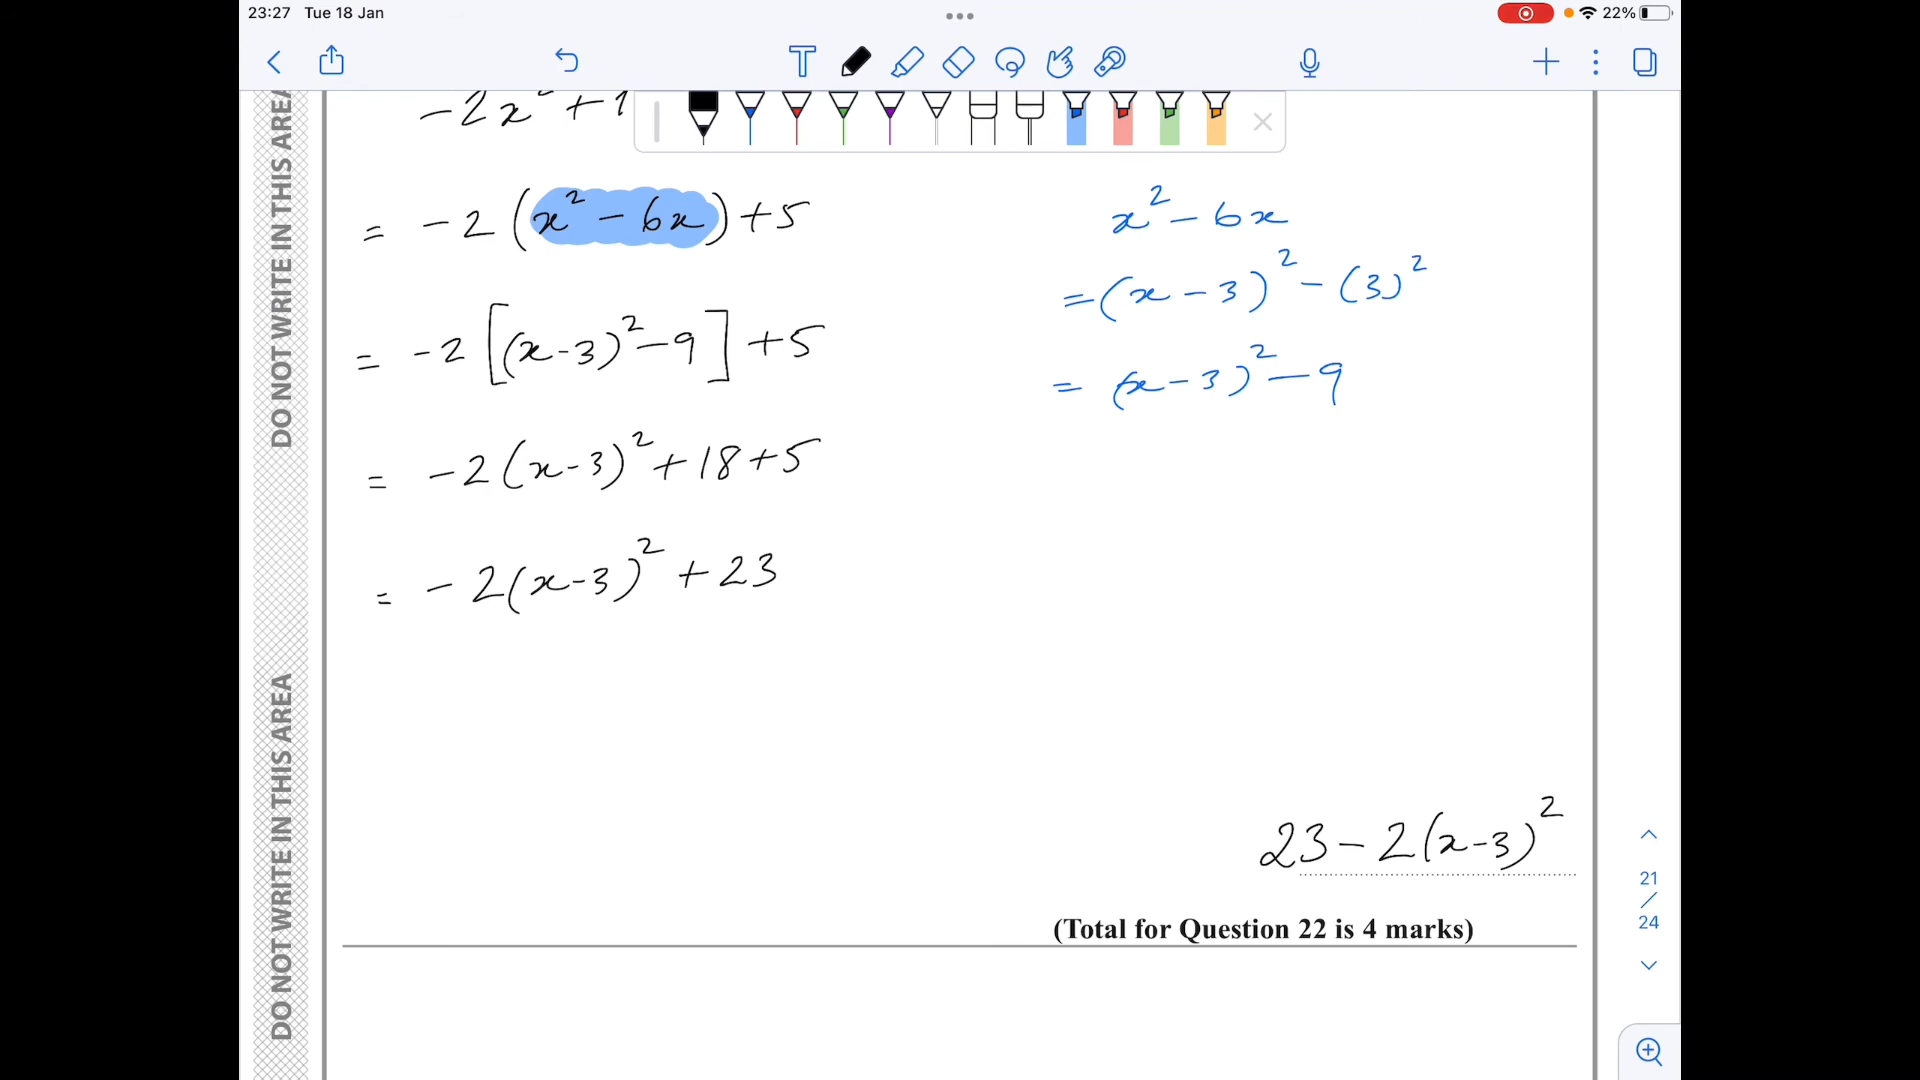 23:27 Tue 18 Jan
22%
T
-2x² + 1
= -2(x² - 6x) + 5
= -2[(x-3)² - 9] + 5
= -2(x-3)² + 18 + 5
= -2(x-3)² + 23
x² - 6x
= (x - 3)² - (3)²
= (x - 3)² - 9
23 - 2(x-3)²
(Total for Question 22 is 4 marks)
DO NOT WRITE IN THIS AREA
DO NOT WRITE IN THIS AREA
21
/
24